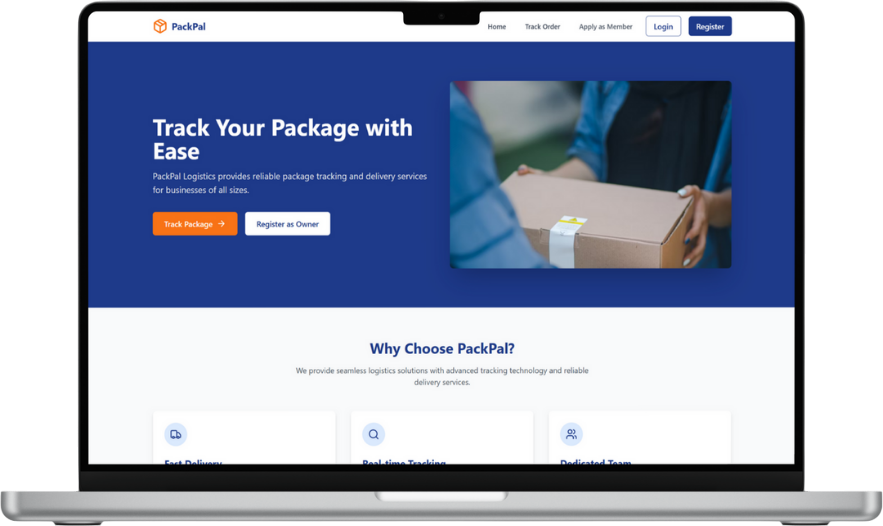 PackPal
Home
Track Order
Apply as Member
Login
Register
Track Your Package with
Ease
PackPal Logistics provides reliable package tracking and delivery services
for businesses of all sizes.
Track Package →
Register as Owner
Why Choose PackPal?
We provide seamless logistics solutions with advanced tracking technology and reliable
delivery services.
Fast Delivery
Real-time Tracking
Dedicated Team